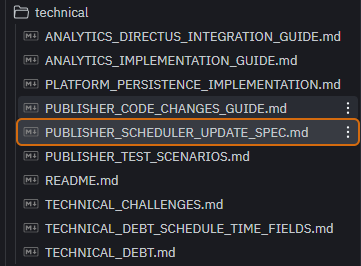 technical
ANALYTICS_DIRECTUS_INTEGRATION_GUIDE.md
ANALYTICS_IMPLEMENTATION_GUIDE.md
PLATFORM_PERSISTENCE_IMPLEMENTATION.md
PUBLISHER_CODE_CHANGES_GUIDE.md
PUBLISHER_SCHEDULER_UPDATE_SPEC.md
PUBLISHER_TEST_SCENARIOS.md
README.md
TECHNICAL_CHALLENGES.md
TECHNICAL_DEBT_SCHEDULE_TIME_FIELDS.md
TECHNICAL_DEBT.md